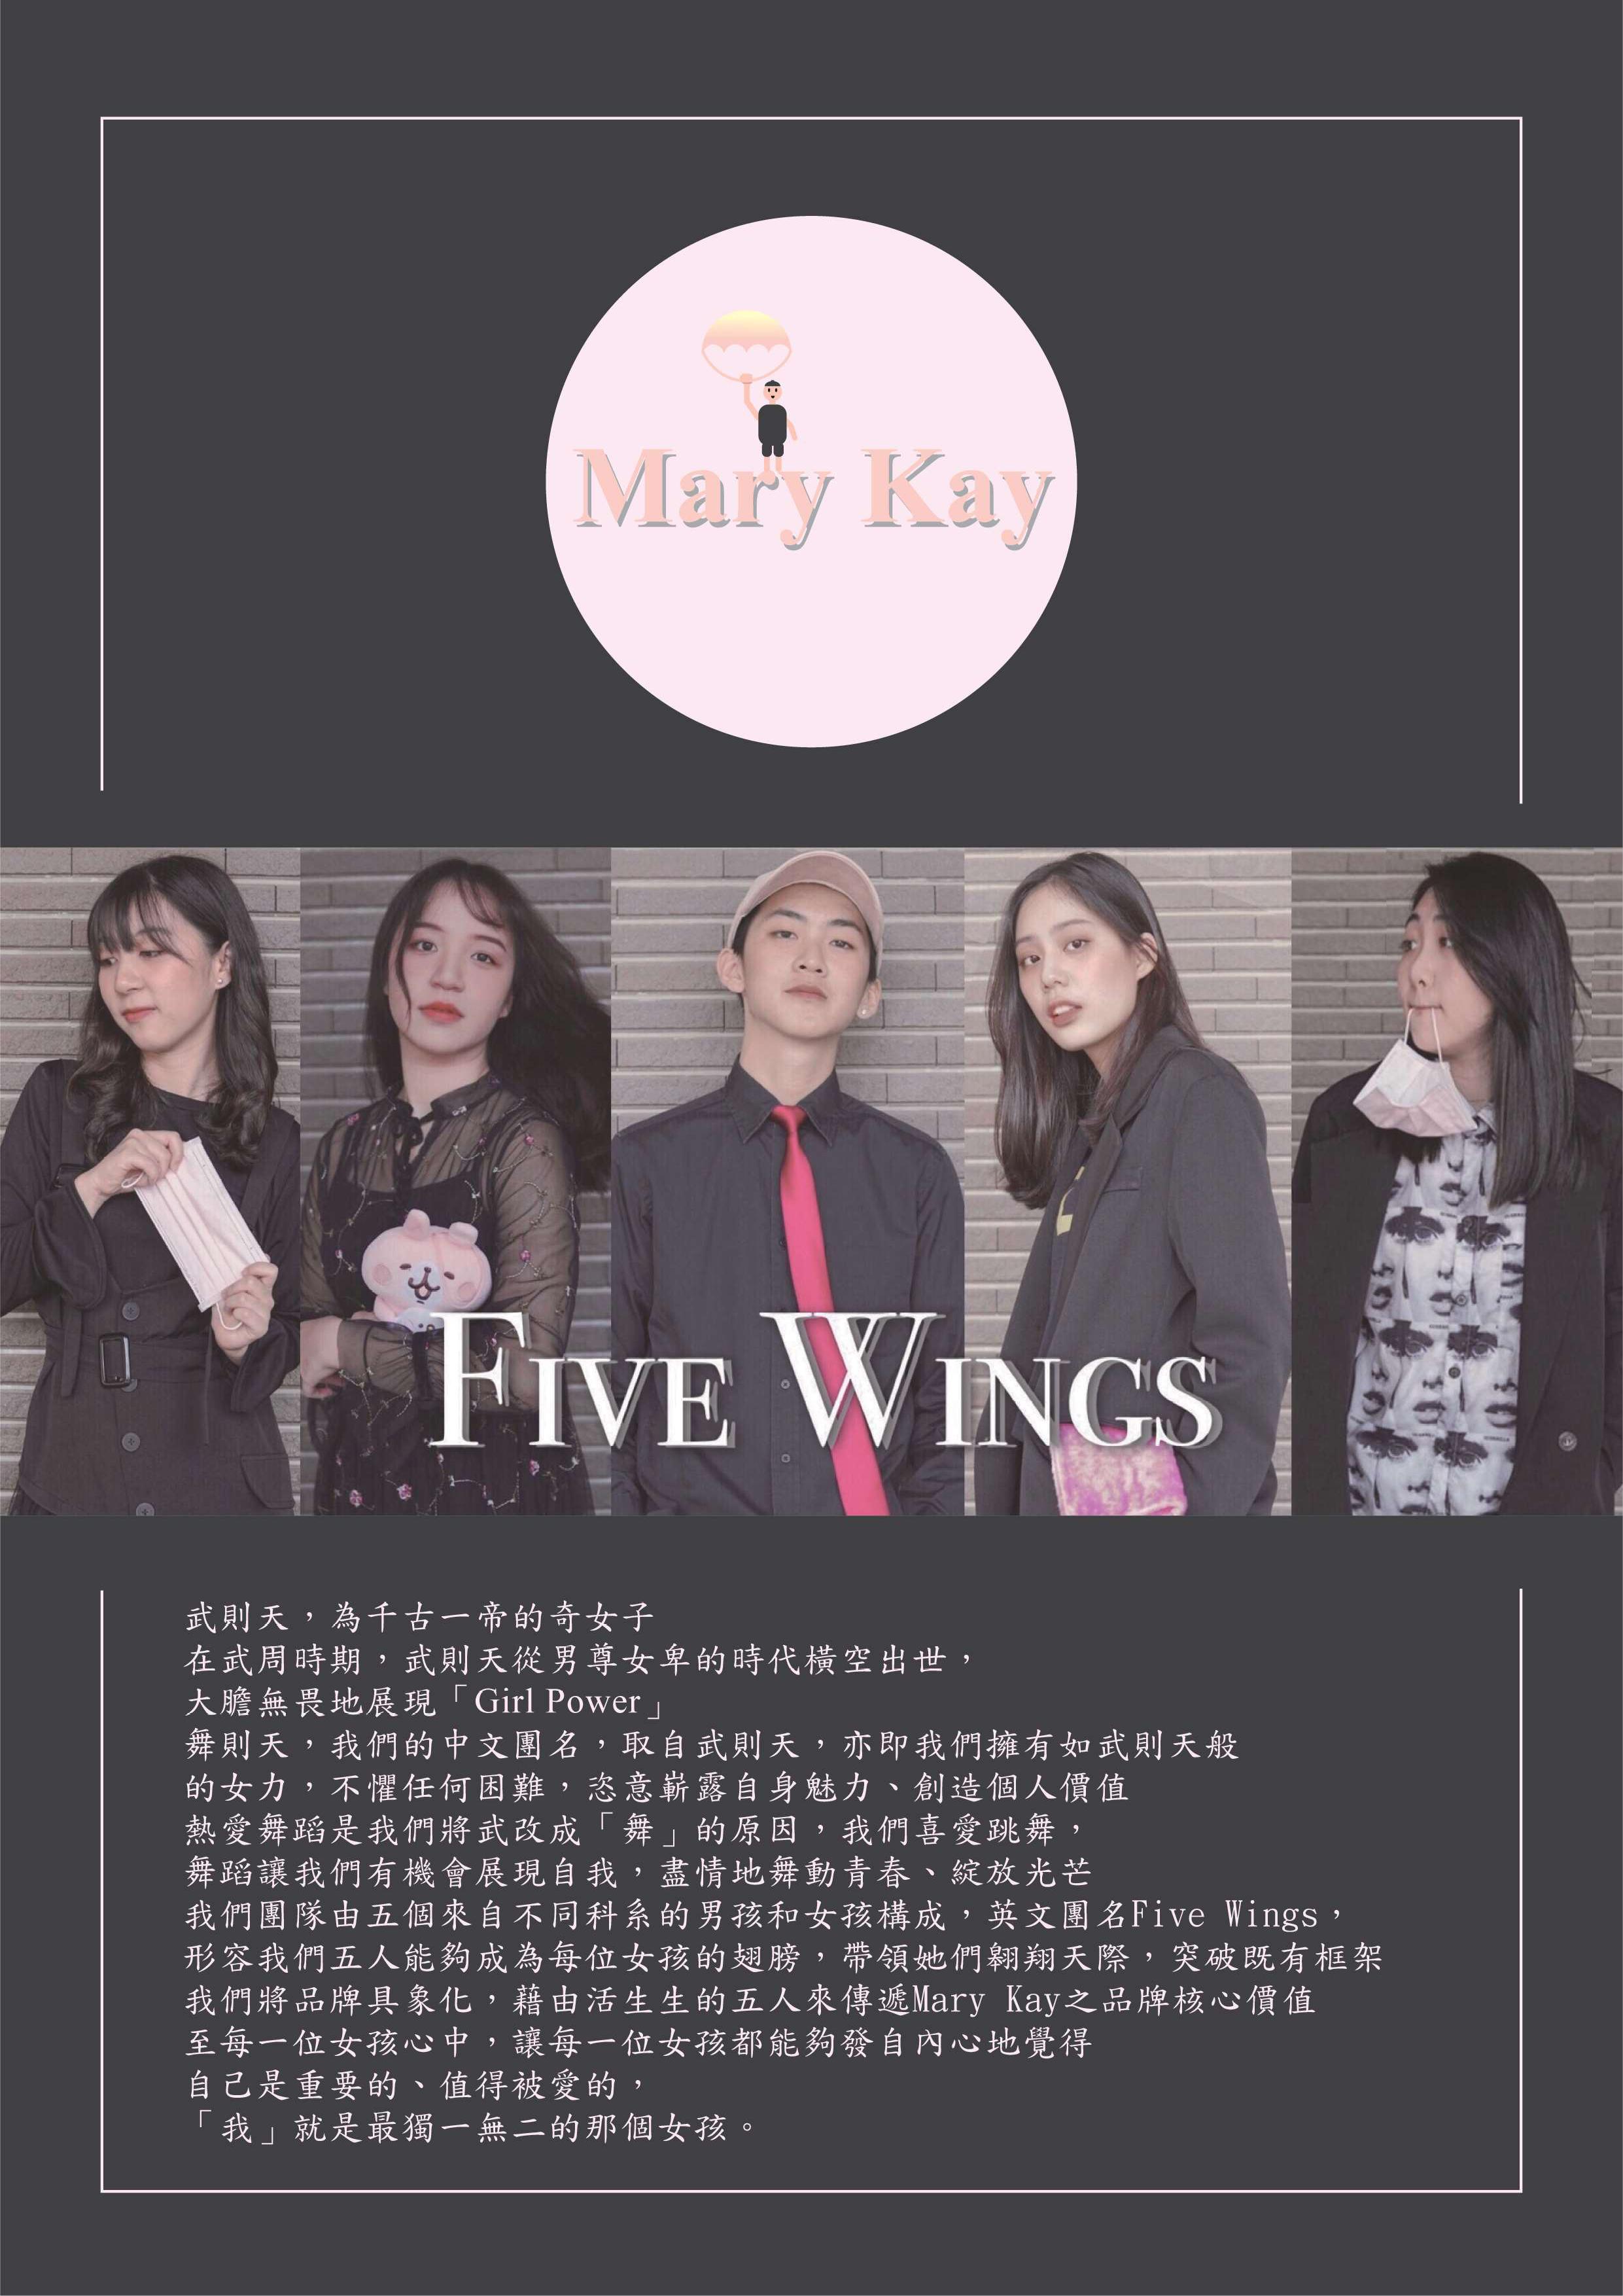 Mary Kay
FIVE WINGS
武則天，為千古一帝的奇女子
在武周時期，武則天從男尊女卑的時代橫空出世，
大膽無畏地展現「Girl Power」
舞則天，我們的中文團名，取自武則天，亦即我們擁有如武則天般
的女力，不懼任何困難，恣意嶄露自身魅力、創造個人價值
熱愛舞蹈是我們將武改成「舞」的原因，我們喜愛跳舞，
舞蹈讓我們有機會展現自我，盡情地舞動青春、綻放光芒
我們團隊由五個來自不同科系的男孩和女孩構成，英文團名Five Wings，
形容我們五人能夠成為每位女孩的翅膀，帶領她們翱翔天際，突破既有框架
我們將品牌具象化，藉由活生生的五人來傳遞Mary Kay之品牌核心價值
至每一位女孩心中，讓每一位女孩都能夠發自內心地覺得
自己是重要的、值得被愛的，
「我」就是最獨一無二的那個女孩。